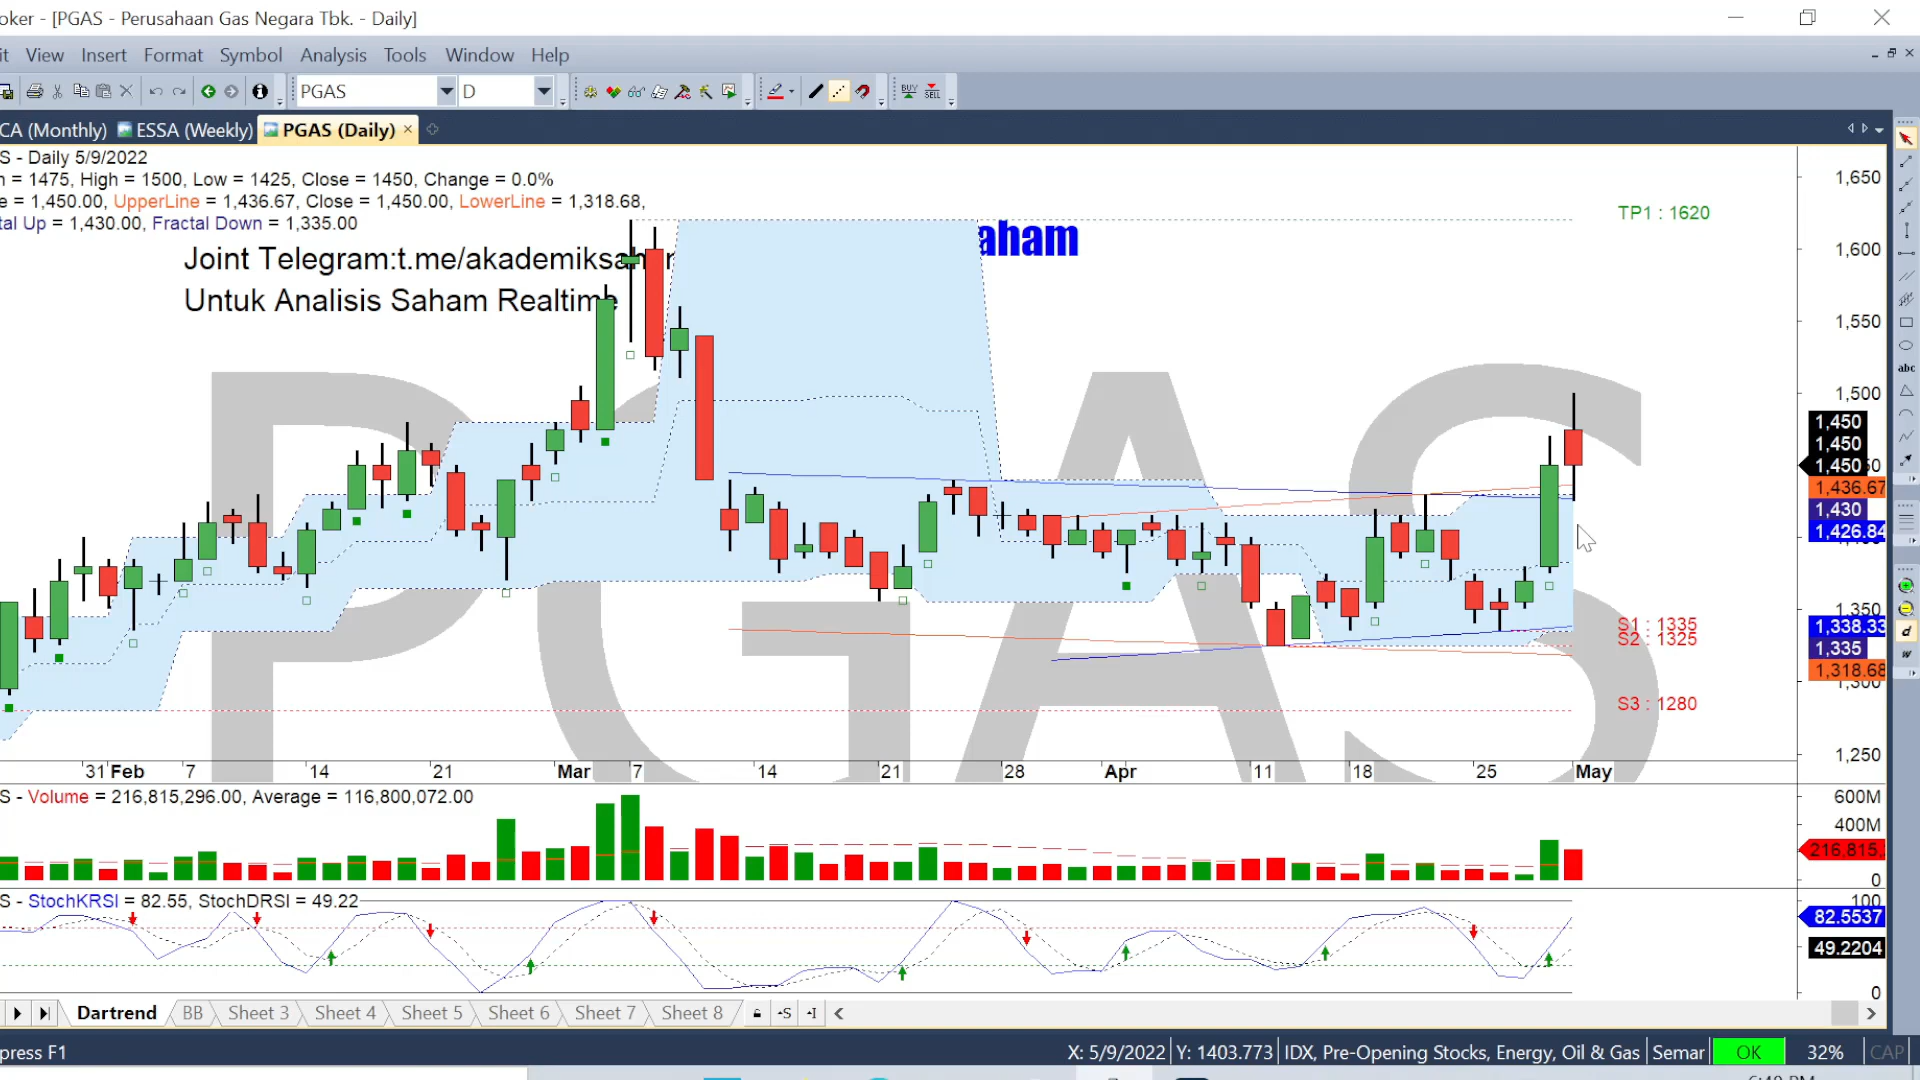 oker - [PGAS - Perusahaan Gas Negara Tbk. - Daily]
it View Insert Format Symbol Analysis Tools Window Help
PGAS D BUY SELL
CA (Monthly) ESSA (Weekly) PGAS (Daily) ×
S - Daily 5/9/2022
n = 1475, High = 1500, Low = 1425, Close = 1450, Change = 0.0%
e = 1,450.00, UpperLine = 1,436.67, Close = 1,450.00, LowerLine = 1,318.68,
tal Up = 1,430.00, Fractal Down = 1,335.00
Joint Telegram:t.me/akademiksahar
aham
Untuk Analisis Saham Realtime
PGAS
TP1 : 1620
S1 : 1335
S2 : 1325
S3 : 1280
1,650
1,600
1,550
1,500
1,450
1,450
1,450
1,436.67
1,430
1,426.84
1,350
1,338.33
1,335
1,318.68
1,300
1,250
31 Feb 7 14 21 Mar 7 14 21 28 Apr 11 18 25 May
S - Volume = 216,815,296.00, Average = 116,800,072.00
600M
400M
216,815,
0
S - StochKRSI = 82.55, StochDRSI = 49.22
100
82.5537
49.2204
0
abc
d
w
Dartrend BB Sheet 3 Sheet 4 Sheet 5 Sheet 6 Sheet 7 Sheet 8 S I
press F1
X: 5/9/2022 Y: 1403.773 IDX, Pre-Opening Stocks, Energy, Oil & Gas Semar OK 32% CAP